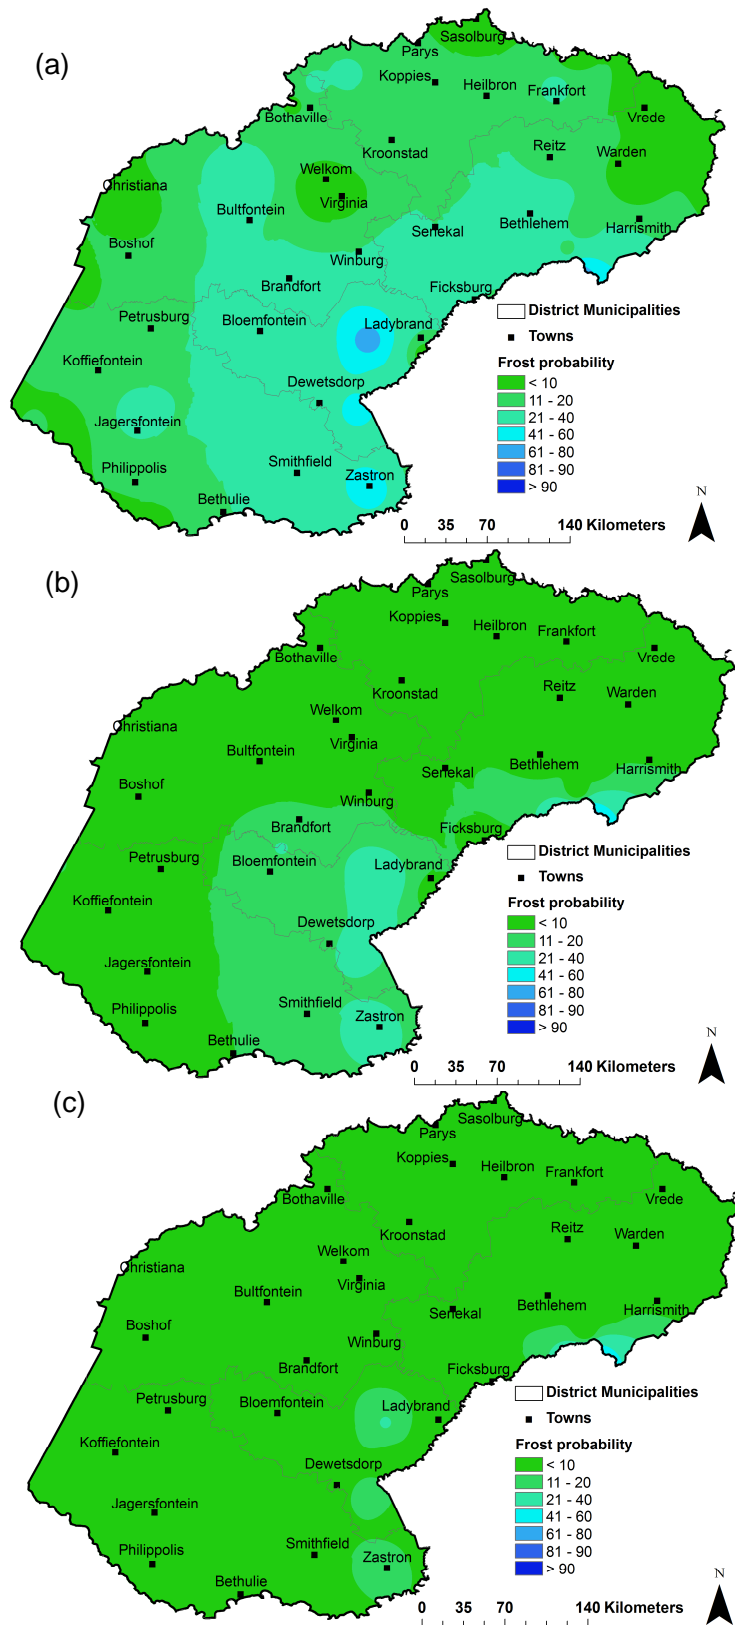 (a)
Sasolburg
Parys
Koppies
Heilbron
Frankfort
Bothaville
Vrede
Kroonstad
Reitz
Warden
Welkom
Christiana
Virginia
Bultfontein
Senekal
Bethlehem
Harrismith
Boshof
Winburg
Brandfort
Ficksburg
District Municipalities
Petrusburg
Bloemfontein
Ladybrand
Towns
Koffiefontein
Frost probability
Dewetsdorp
< 10
11 - 20
21 - 40
Jagersfontein
41 - 60
61 - 80
Philippolis
Smithfield
Zastron
81 - 90
> 90
Bethulie
N
0 35 70 140 Kilometers
(b)
Sasolburg
Parys
Koppies
Heilbron
Frankfort
Bothaville
Vrede
Kroonstad
Reitz
Warden
Welkom
Christiana
Virginia
Bultfontein
Senekal
Bethlehem
Harrismith
Boshof
Winburg
Brandfort
Ficksburg
District Municipalities
Petrusburg
Bloemfontein
Ladybrand
Towns
Koffiefontein
Frost probability
Dewetsdorp
< 10
11 - 20
21 - 40
Jagersfontein
41 - 60
61 - 80
Philippolis
Smithfield
Zastron
81 - 90
> 90
Bethulie
N
0 35 70 140 Kilometers
(c)
Sasolburg
Parys
Koppies
Heilbron
Frankfort
Bothaville
Vrede
Kroonstad
Reitz
Warden
Welkom
Christiana
Virginia
Bultfontein
Senekal
Bethlehem
Harrismith
Boshof
Winburg
Brandfort
Ficksburg
District Municipalities
Petrusburg
Bloemfontein
Ladybrand
Towns
Koffiefontein
Frost probability
Dewetsdorp
< 10
11 - 20
21 - 40
Jagersfontein
41 - 60
61 - 80
Philippolis
Smithfield
Zastron
81 - 90
> 90
Bethulie
N
0 35 70 140 Kilometers